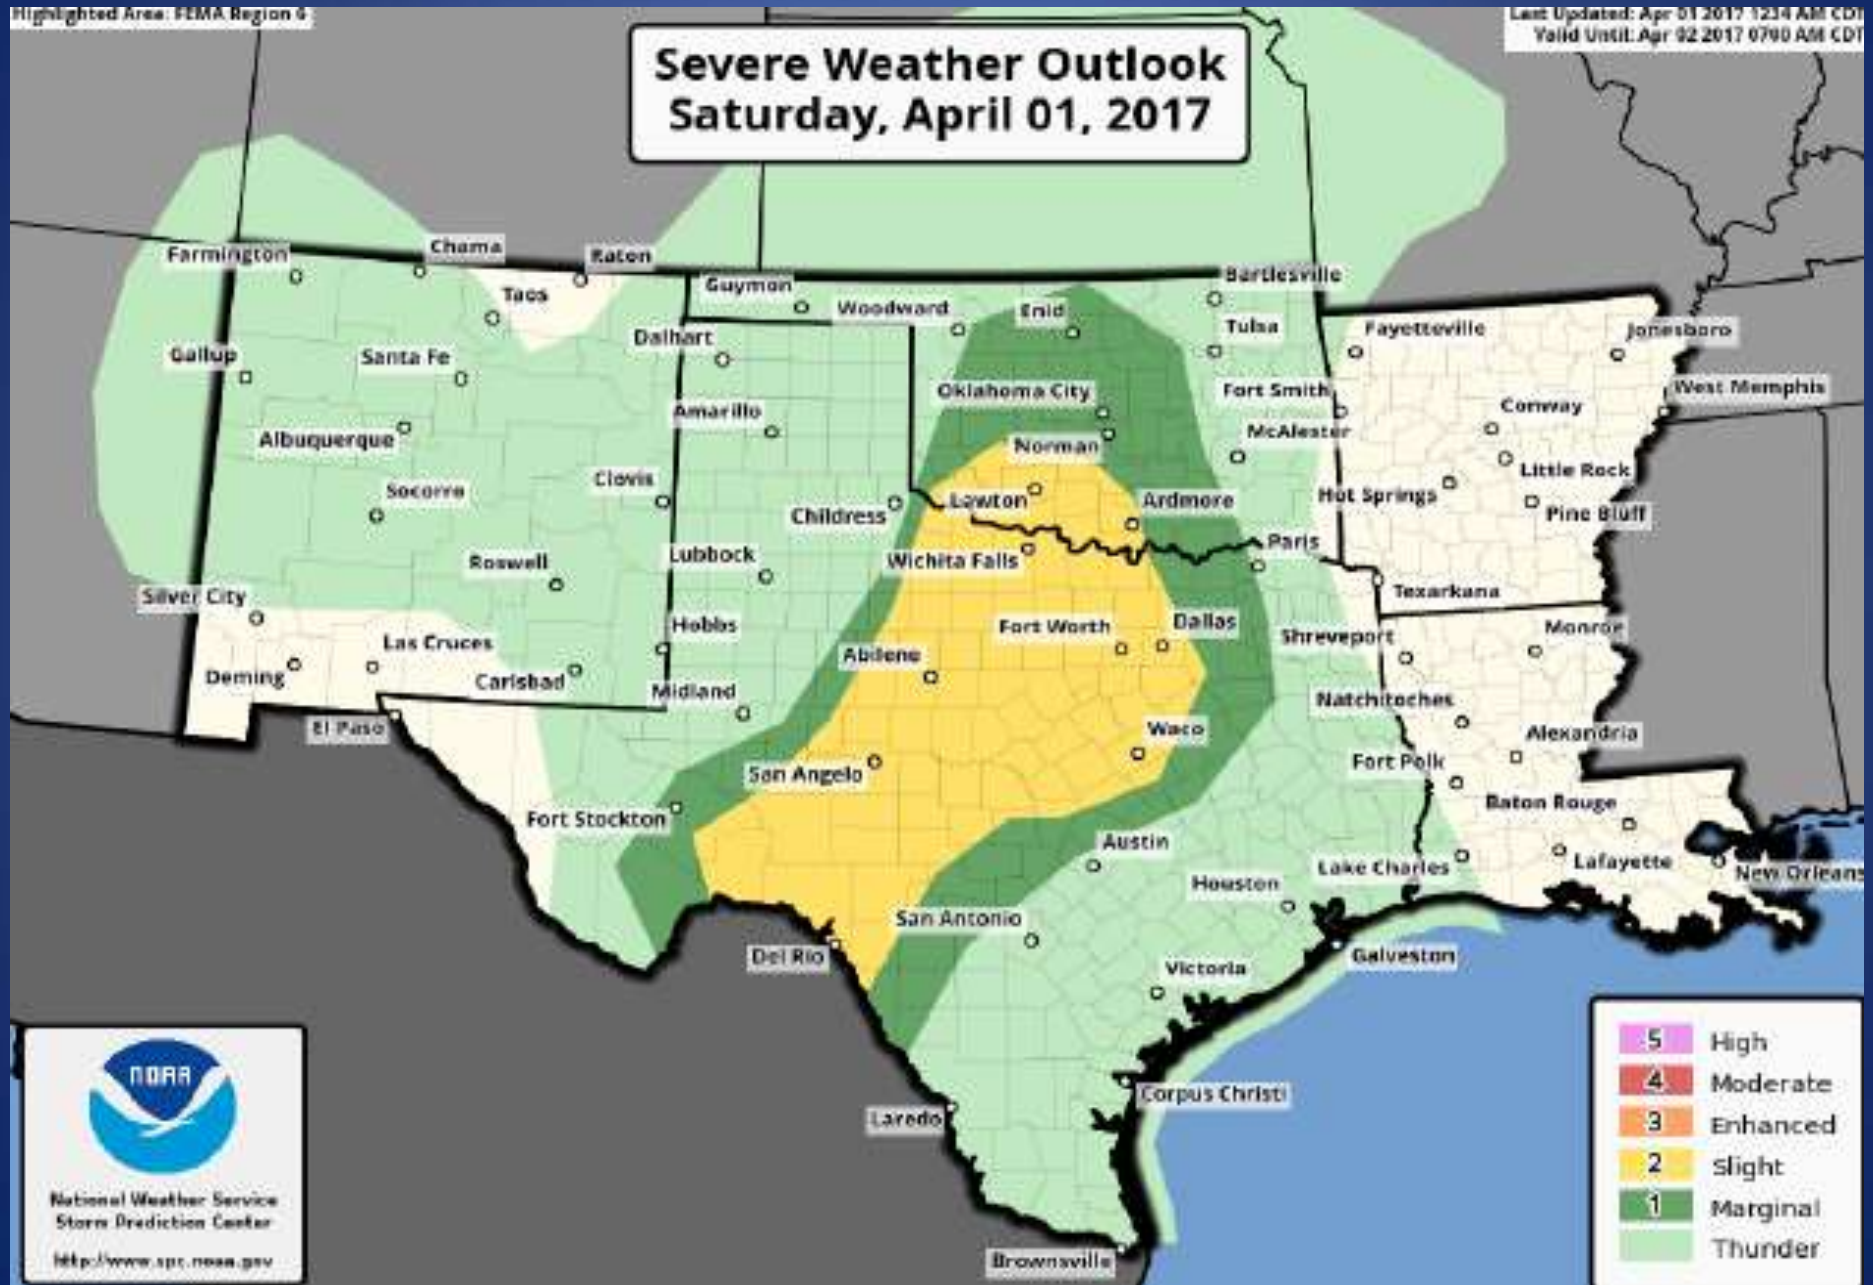 Highlighted Area: FEMA Region 6
Last Updated: Apr 01 2017 1234 AM CDT
Valid Until: Apr 02 2017 0700 AM CDT
Severe Weather Outlook
Saturday, April 01, 2017
Farmington
Chama
Raton
Taos
Guymon
Woodward
Enid
Bartlesville
Dalhart
Tulsa
Fayetteville
Jonesboro
Gallup
Santa Fe
Oklahoma City
Fort Smith
West Memphis
Amarillo
Conway
Albuquerque
Norman
McAlester
Clovis
Socorro
Little Rock
Childress
Lawton
Ardmore
Hot Springs
Pine Bluff
Roswell
Lubbock
Wichita Falls
Paris
Silver City
Texarkana
Las Cruces
Hobbs
Fort Worth
Dallas
Shreveport
Monroe
Deming
Carlsbad
Abilene
Midland
Natchitoches
El Paso
Waco
Alexandria
San Angelo
Fort Polk
Fort Stockton
Baton Rouge
Austin
Lake Charles
Lafayette
New Orleans
Houston
San Antonio
Del Rio
Victoria
Galveston
Corpus Christi
Laredo
Brownsville
NOAA
National Weather Service
Storm Prediction Center
http://www.spc.noaa.gov
5 High
4 Moderate
3 Enhanced
2 Slight
1 Marginal
Thunder